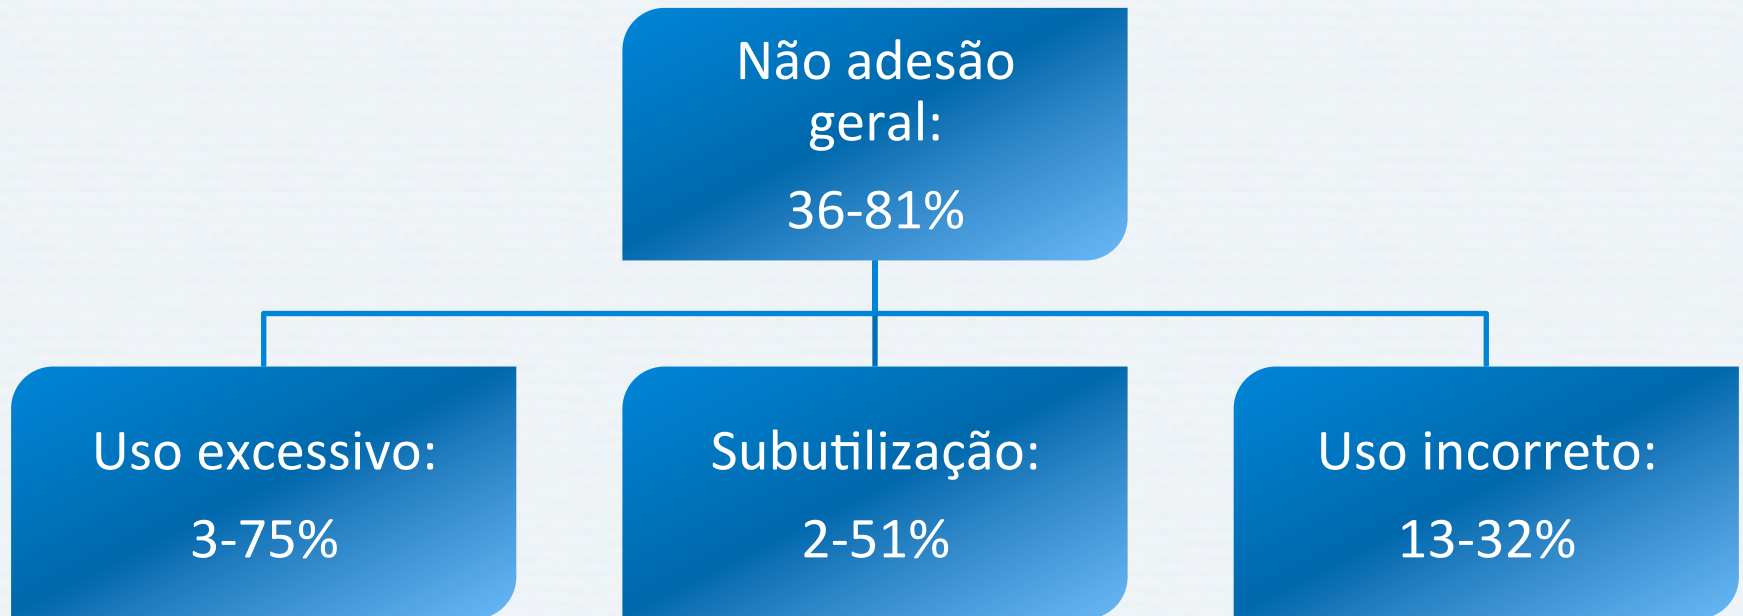 Não adesão
geral:
36-81%
Uso excessivo:
3-75%
Subutilização:
2-51%
Uso incorreto:
13-32%